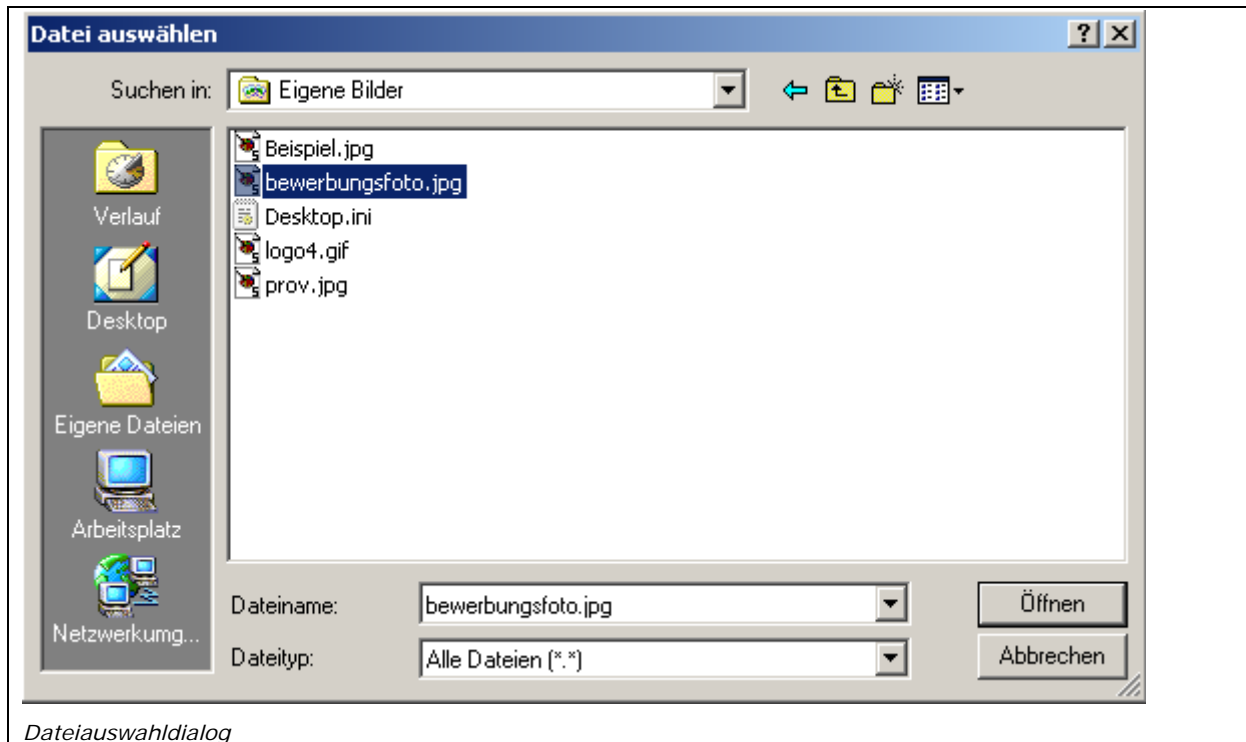 Datei auswählen
Suchen in: Eigene Bilder
Verlauf
Desktop
Eigene Dateien
Arbeitsplatz
Netzwerkumg...
Beispiel.jpg
bewerbungsfoto.jpg
Desktop.ini
logo4.gif
prov.jpg
Dateiname: bewerbungsfoto.jpg Öffnen
Dateityp: Alle Dateien (*.*) Abbrechen
Dateiauswahldialog